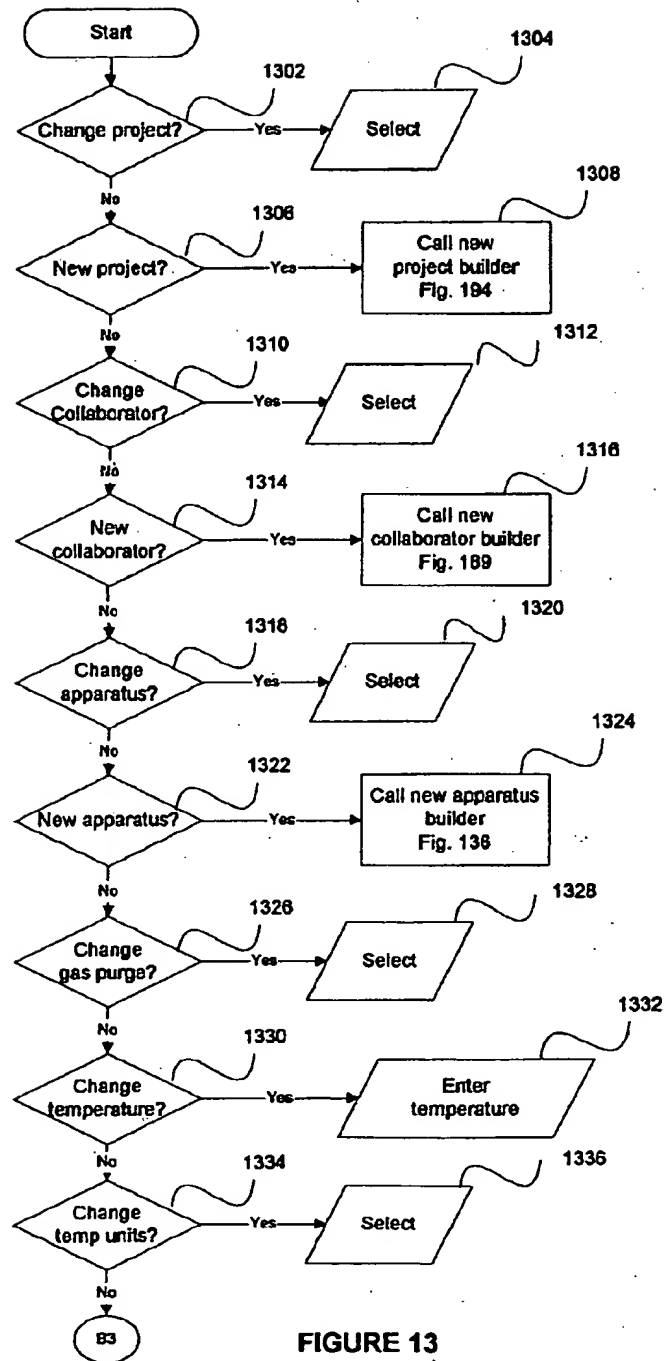 Start
1302
1304
Change project?
Yes
Select
No
1306
1308
New project?
Yes
Call new
project builder
Fig. 194
No
1310
1312
Change
Collaborator?
Yes
Select
No
1314
1316
New
collaborator?
Yes
Call new
collaborator builder
Fig. 189
No
1318
1320
Change
apparatus?
Yes
Select
No
1322
1324
New apparatus?
Yes
Call new apparatus
builder
Fig. 136
No
1326
1328
Change
gas purge?
Yes
Select
No
1330
1332
Change
temperature?
Yes
Enter
temperature
No
1334
1336
Change
temp units?
Yes
Select
No
B3
FIGURE 13